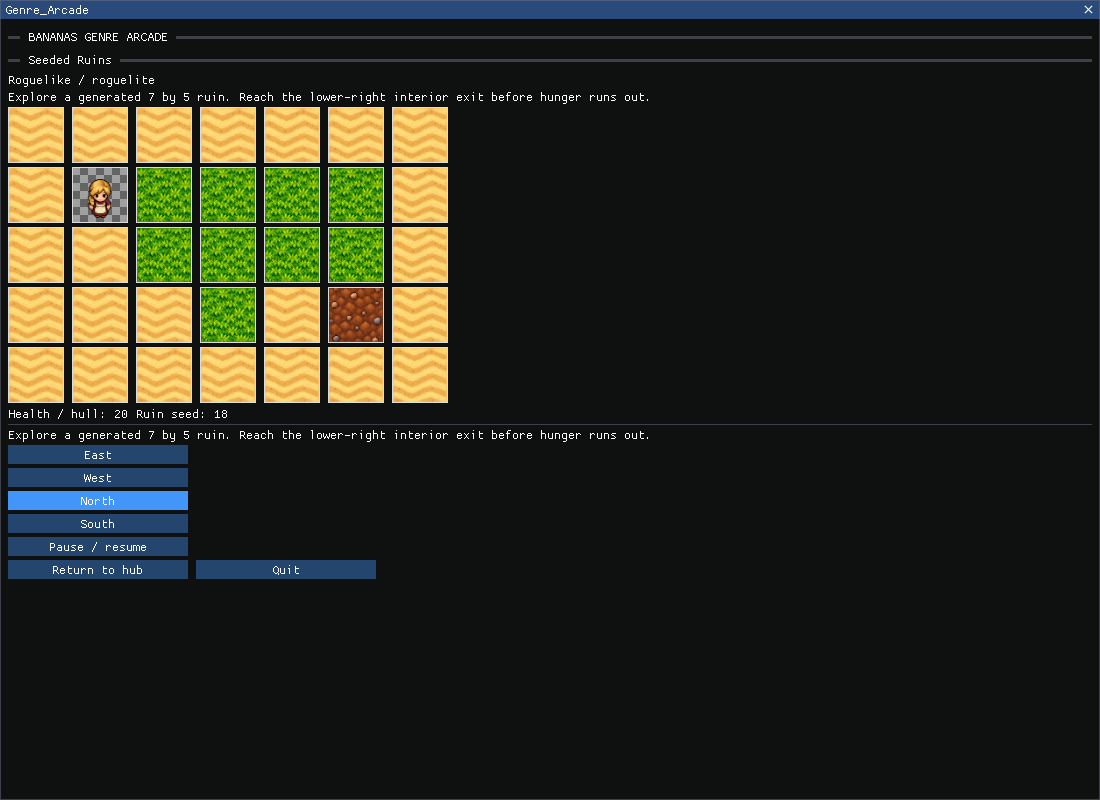 Genre_Arcade
BANANAS GENRE ARCADE
Seeded Ruins
Roguelike / roguelite
Explore a generated 7 by 5 ruin. Reach the lower-right interior exit before hunger runs out.
Health / hull: 20 Ruin seed: 18
Explore a generated 7 by 5 ruin. Reach the lower-right interior exit before hunger runs out.
East
West
North
South
Pause / resume
Return to hub Quit